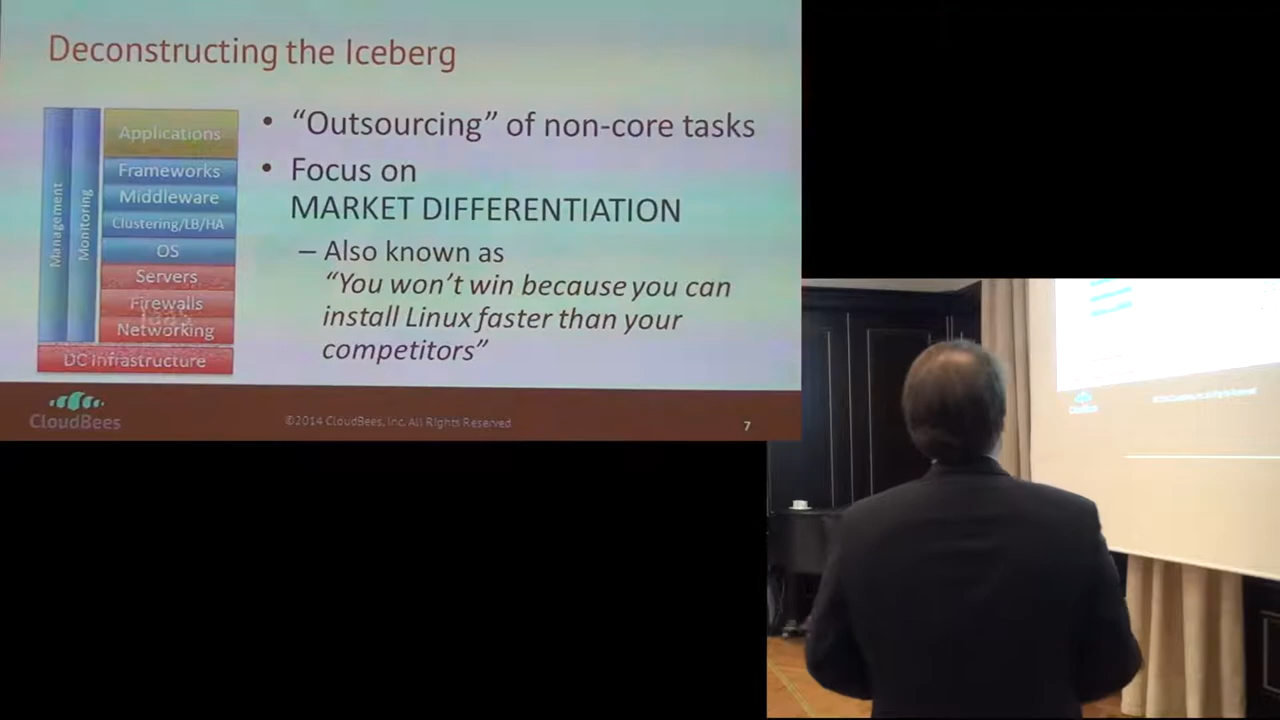 Deconstructing the Iceberg
Management
Monitoring
Applications
Frameworks
Middleware
Clustering/LB/HA
OS
Servers
Firewalls
Networking
DC Infrastructure
• “Outsourcing” of non-core tasks
• Focus on
MARKET DIFFERENTIATION
– Also known as
“You won’t win because you can
install Linux faster than your
competitors”
CloudBees
©2014 CloudBees, Inc. All Rights Reserved
7